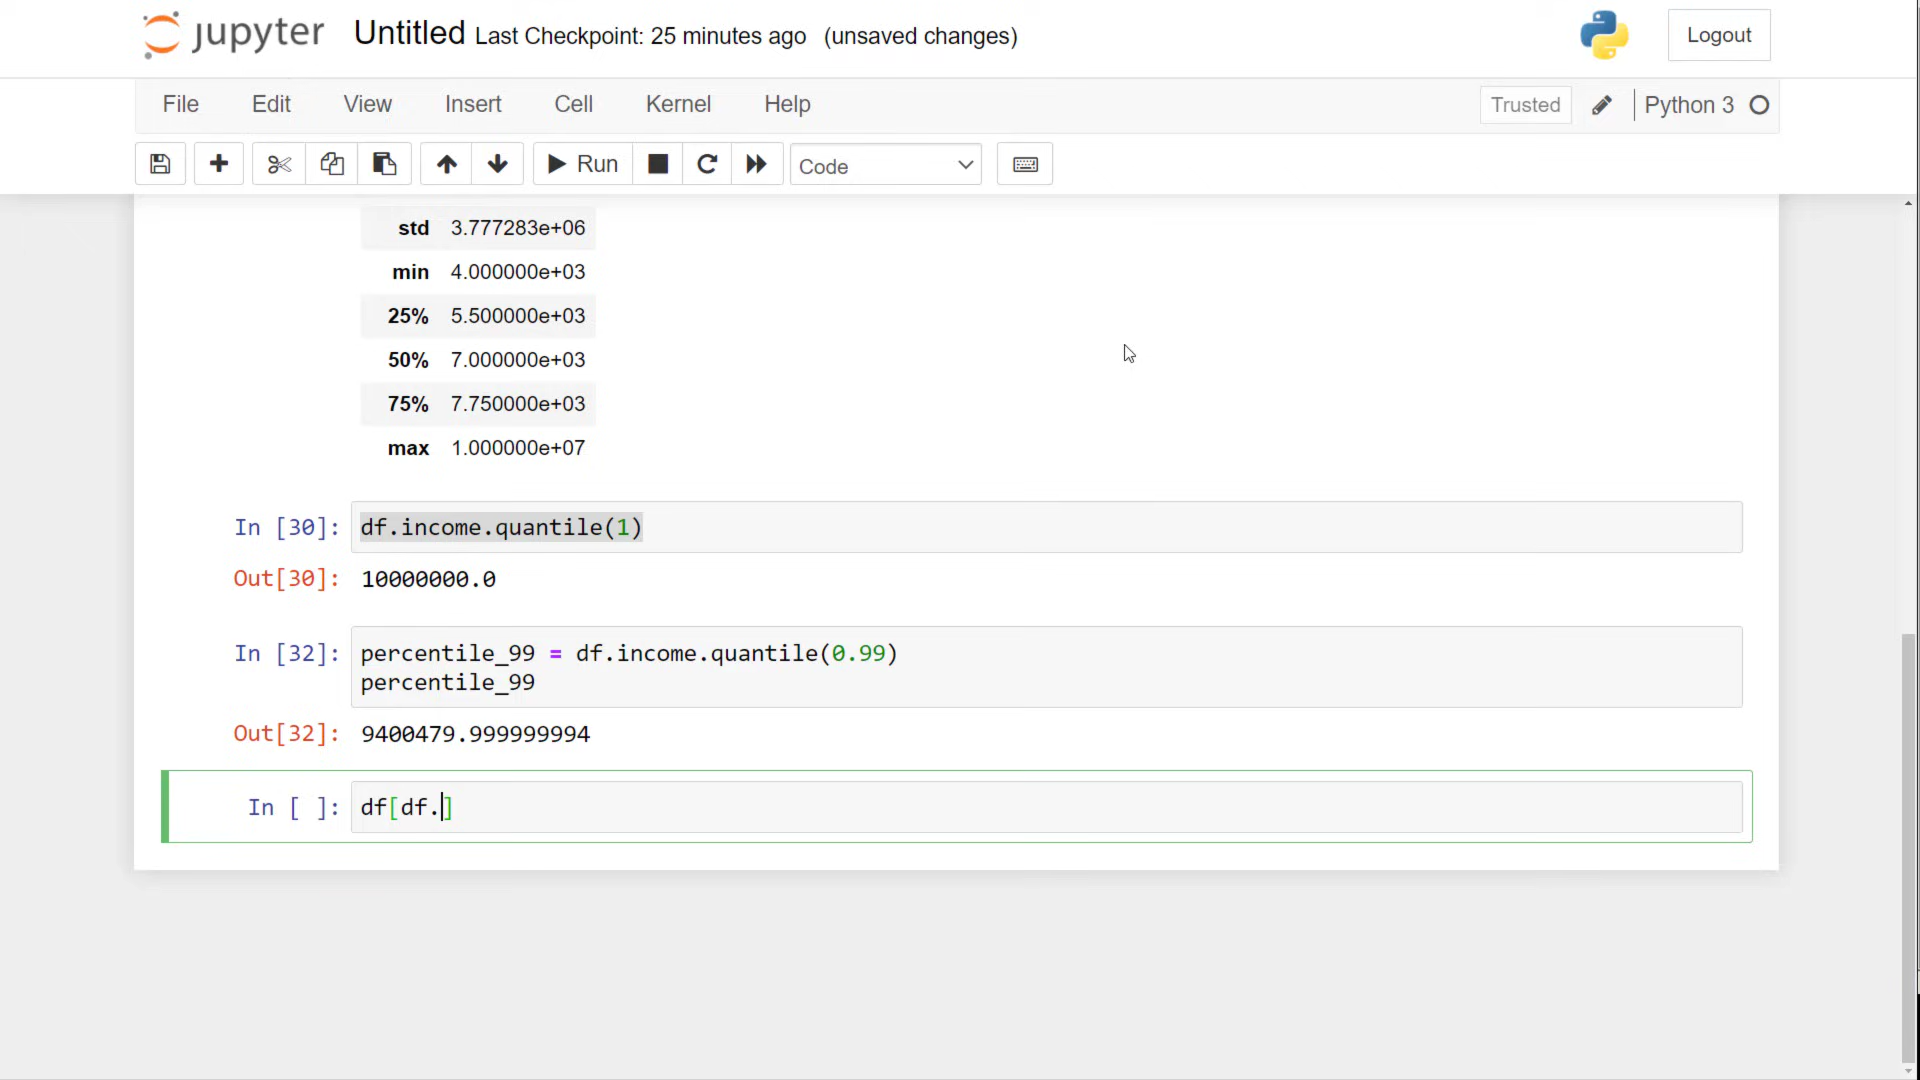 jupyter Untitled Last Checkpoint: 25 minutes ago (unsaved changes) Logout
File Edit View Insert Cell Kernel Help Trusted Python 3
Run Code
std 3.777283e+06
min 4.000000e+03
25% 5.500000e+03
50% 7.000000e+03
75% 7.750000e+03
max 1.000000e+07
In [30]: df.income.quantile(1)
Out[30]: 10000000.0
In [32]: percentile_99 = df.income.quantile(0.99)
percentile_99
Out[32]: 9400479.999999994
In [ ]: df[df.]